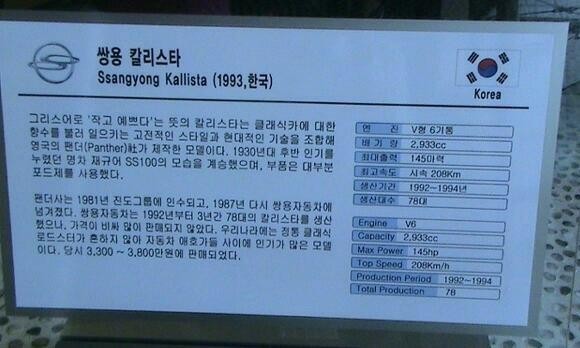 쌍용 칼리스타
Ssangyong Kallista (1993,한국)
Korea
그리스어로 '작고 예쁘다'는 뜻의 칼리스타는 클래식카에 대한
향수를 불러 일으키는 고전적인 스타일과 현대적인 기술을 조합해
영국의 팬더(Panther)社가 제작한 모델이다. 1930년대 후반 인기를
누렸던 명차 재규어 SS100의 모습을 계승했으며, 부품은 대부분
포드제를 사용했다.
팬더사는 1981년 진도그룹에 인수되고, 1987년 다시 쌍용자동차에
넘겨졌다. 쌍용자동차는 1992년부터 3년간 78대의 칼리스타를 생산
했으나, 가격이 비싸 많이 판매되지 않았다. 우리나라에는 정통 클래식
로드스터가 흔하지 않아 자동차 애호가들 사이에 인기가 많은 모델
이다. 당시 3,300 ~ 3,800만원에 판매되었다.
엔 진 V형 6기통
배 기 량 2,933cc
최대출력 145마력
최고속도 시속 208Km
생산기간 1992~1994년
생산대수 78대
Engine V6
Capacity 2,933cc
Max Power 145hp
Top Speed 208Km/h
Production Period 1992~1994
Total Production 78